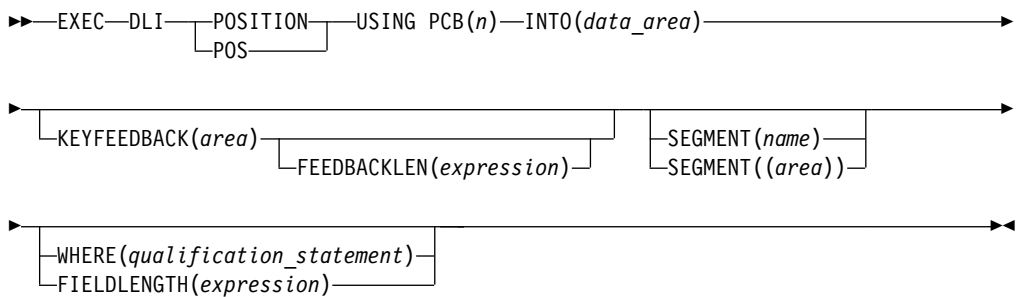 EXEC DLI POSITION USING PCB(n) INTO(data_area)
POS
KEYFEEDBACK(area) SEGMENT(name)
FEEDBACKLEN(expression) SEGMENT((area))
WHERE(qualification_statement)
FIELDLENGTH(expression)